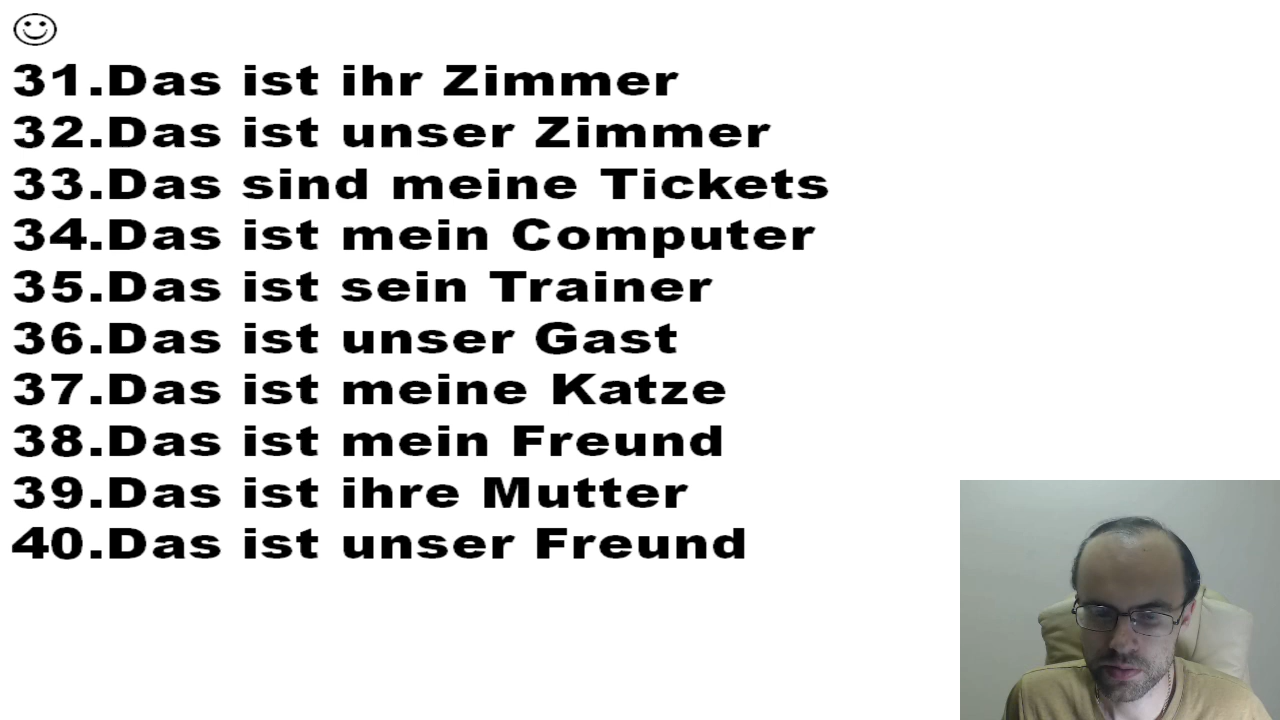 31.Das ist ihr Zimmer
32.Das ist unser Zimmer
33.Das sind meine Tickets
34.Das ist mein Computer
35.Das ist sein Trainer
36.Das ist unser Gast
37.Das ist meine Katze
38.Das ist mein Freund
39.Das ist ihre Mutter
40.Das ist unser Freund